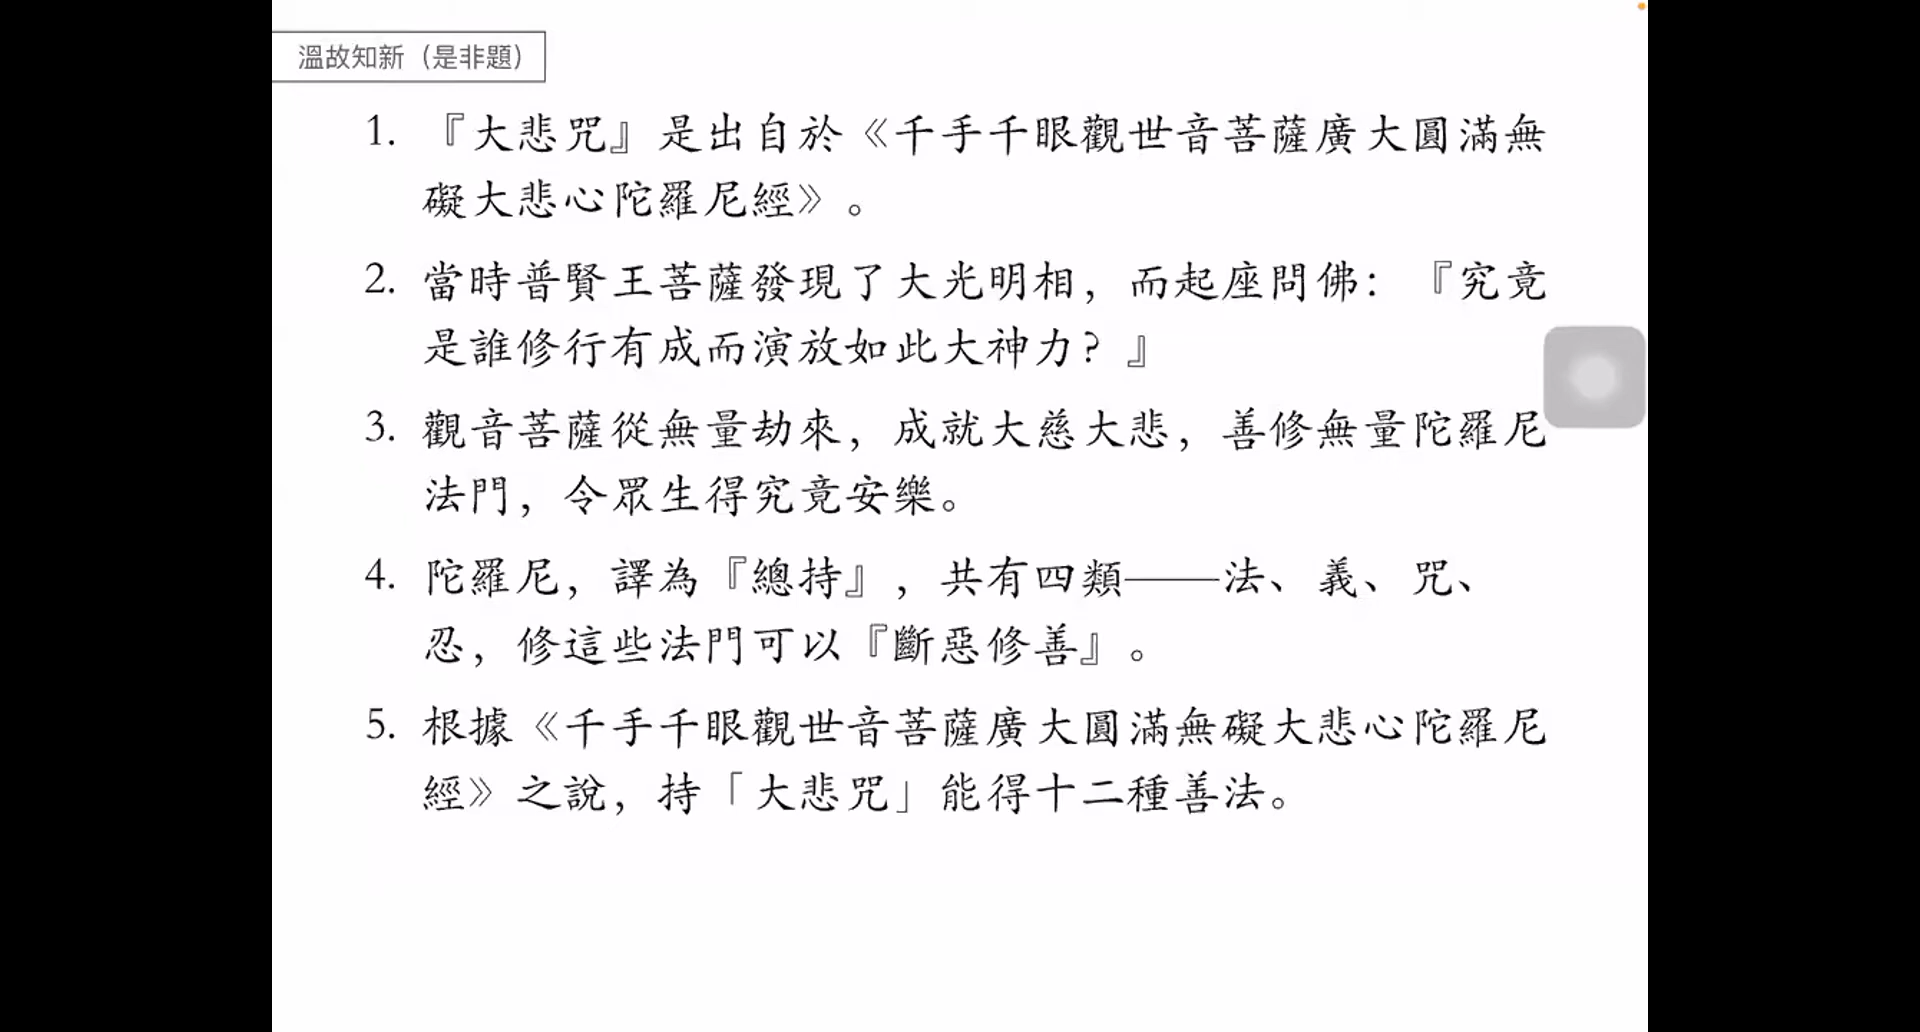 溫故知新（是非題）
1. 『大悲咒』是出自於《千手千眼觀世音菩薩廣大圓滿無
礙大悲心陀羅尼經》。
2. 當時普賢王菩薩發現了大光明相，而起座問佛：『究竟
是誰修行有成而演放如此大神力？』
3. 觀音菩薩從無量劫來，成就大慈大悲，善修無量陀羅尼
法門，令眾生得究竟安樂。
4. 陀羅尼，譯為『總持』，共有四類——法、義、咒、
忍，修這些法門可以『斷惡修善』。
5. 根據《千手千眼觀世音菩薩廣大圓滿無礙大悲心陀羅尼
經》之說，持「大悲咒」能得十二種善法。